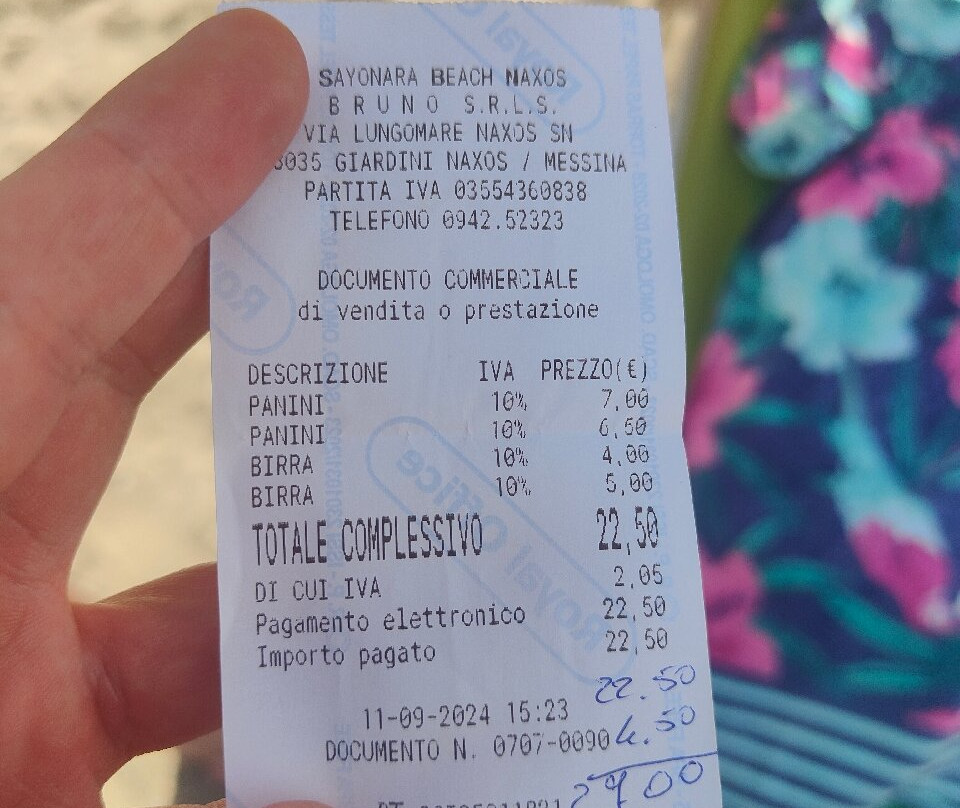 SAYONARA BEACH NAXOS
BRUNO S.R.L.S.
VIA LUNGOMARE NAXOS SN
8035 GIARDINI NAXOS / MESSINA
PARTITA IVA 03554360838
TELEFONO 0942.52323
DOCUMENTO COMMERCIALE
di vendita o prestazione
DESCRIZIONE IVA PREZZO(€)
PANINI 10% 7,00
PANINI 10% 6,50
BIRRA 10% 4,00
BIRRA 10% 5,00
TOTALE COMPLESSIVO 22,50
DI CUI IVA 2,05
Pagamento elettronico 22,50
Importo pagato 22,50
22.50
11-09-2024 15:23
4.50
DOCUMENTO N. 0707-0090
2700